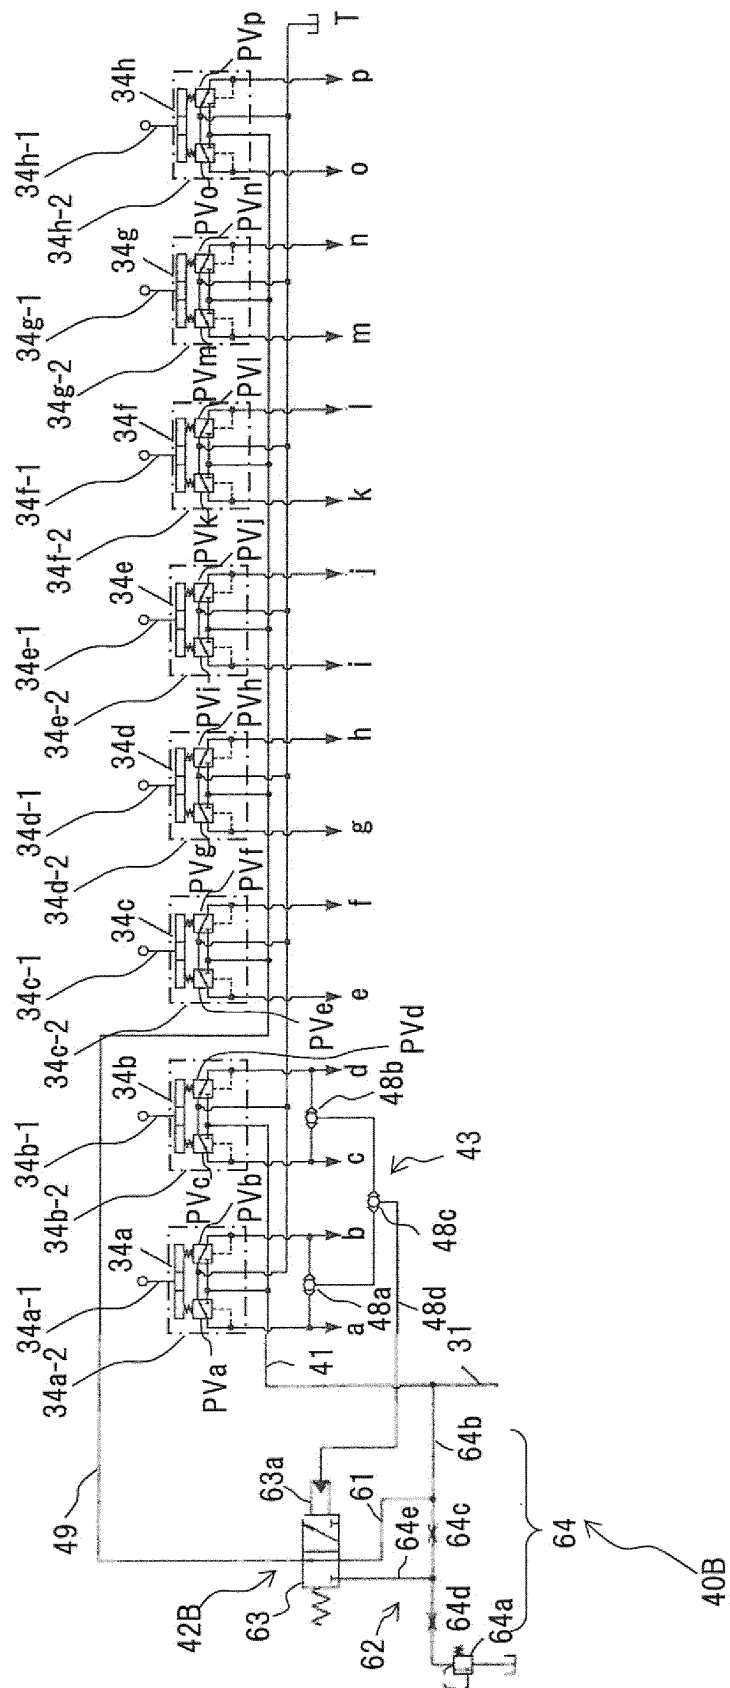 34h-1
34h
PVp
T
34h-2
p
PVo
o
34g-1
34g
PVn
n
34g-2
PVm
m
34f-1
34f
PVl
l
34f-2
PVk
k
34e-1
34e
PVj
j
34e-2
PVi
i
34d-1
34d
PVh
h
34d-2
PVg
g
34c-1
34c
PVf
f
34c-2
PVe
e
34b-1
34b
PVd
d
34b-2
48b
PVc
c
43
34a-1
34a
PVb
b
48c
34a-2
48a
48d
PVa
a
41
31
49
63a
61
64b
64e
64c
64
42B
63
62
64d
64a
40B